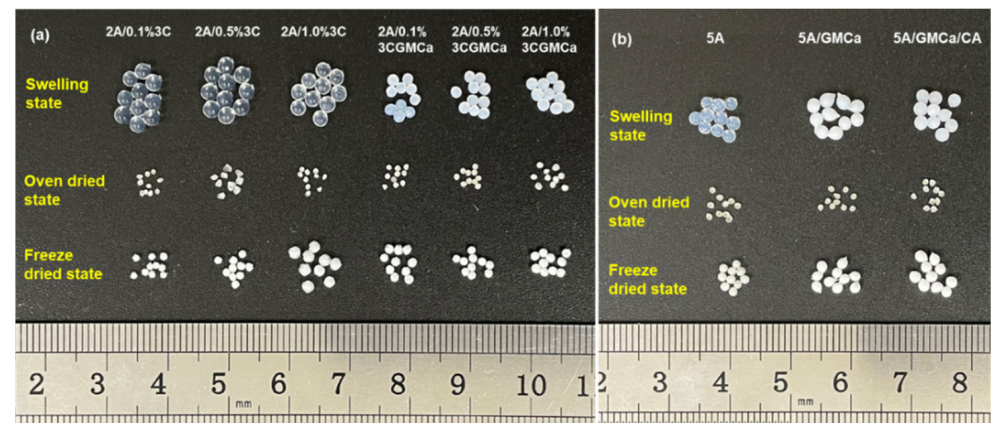 (a)
2A/0.1%3C 2A/0.5%3C 2A/1.0%3C 2A/0.1% 2A/0.5% 2A/1.0%
3CGMCa 3CGMCa 3CGMCa
Swelling
state
Oven dried
state
Freeze
dried state
2 3 4 5 6 7 8 9 10 1
mm
(b)
5A 5A/GMCa 5A/GMCa/CA
Swelling
state
Oven dried
state
Freeze
dried state
2 3 4 5 6 7 8
mm